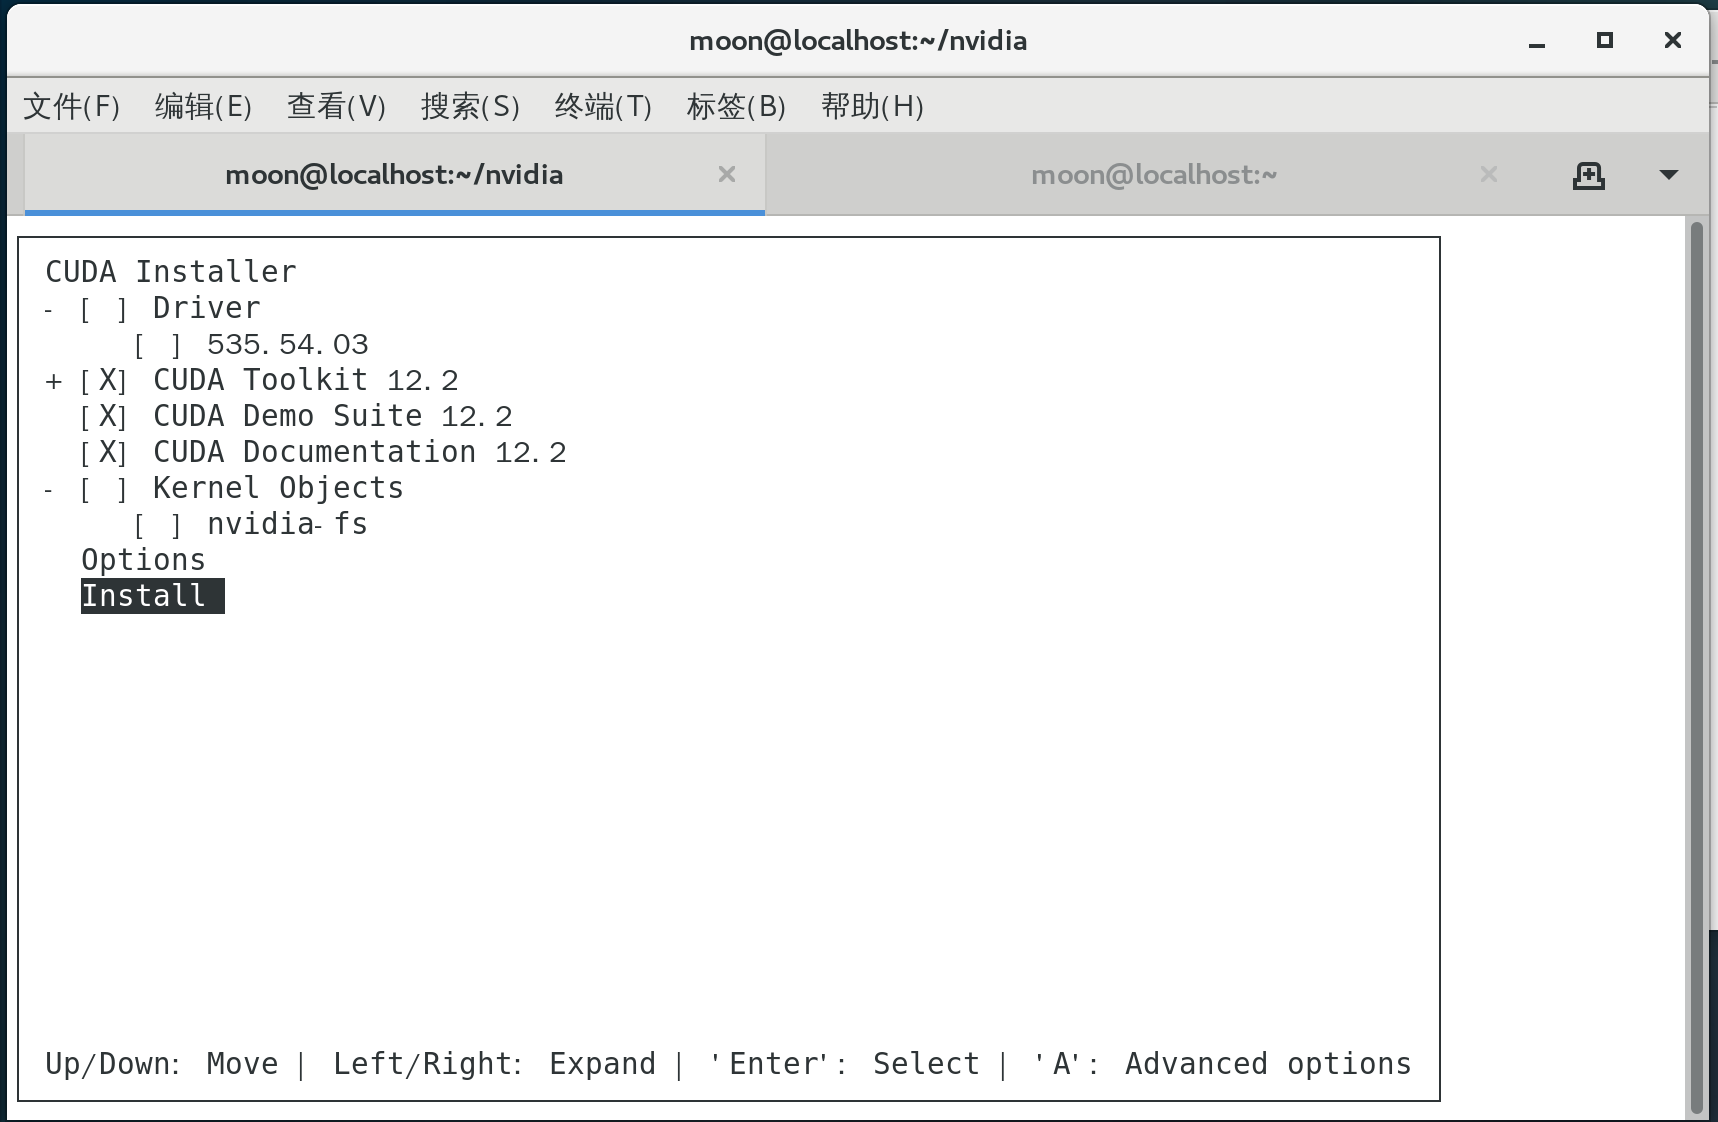 moon@localhost:~/nvidia
文件(F) 编辑(E) 查看(V) 搜索(S) 终端(T) 标签(B) 帮助(H)
moon@localhost:~/nvidia moon@localhost:~
CUDA Installer
- [ ] Driver
[ ] 535.54.03
+ [X] CUDA Toolkit 12.2
[X] CUDA Demo Suite 12.2
[X] CUDA Documentation 12.2
- [ ] Kernel Objects
[ ] nvidia-fs
Options
Install
Up/Down: Move | Left/Right: Expand | 'Enter': Select | 'A': Advanced options